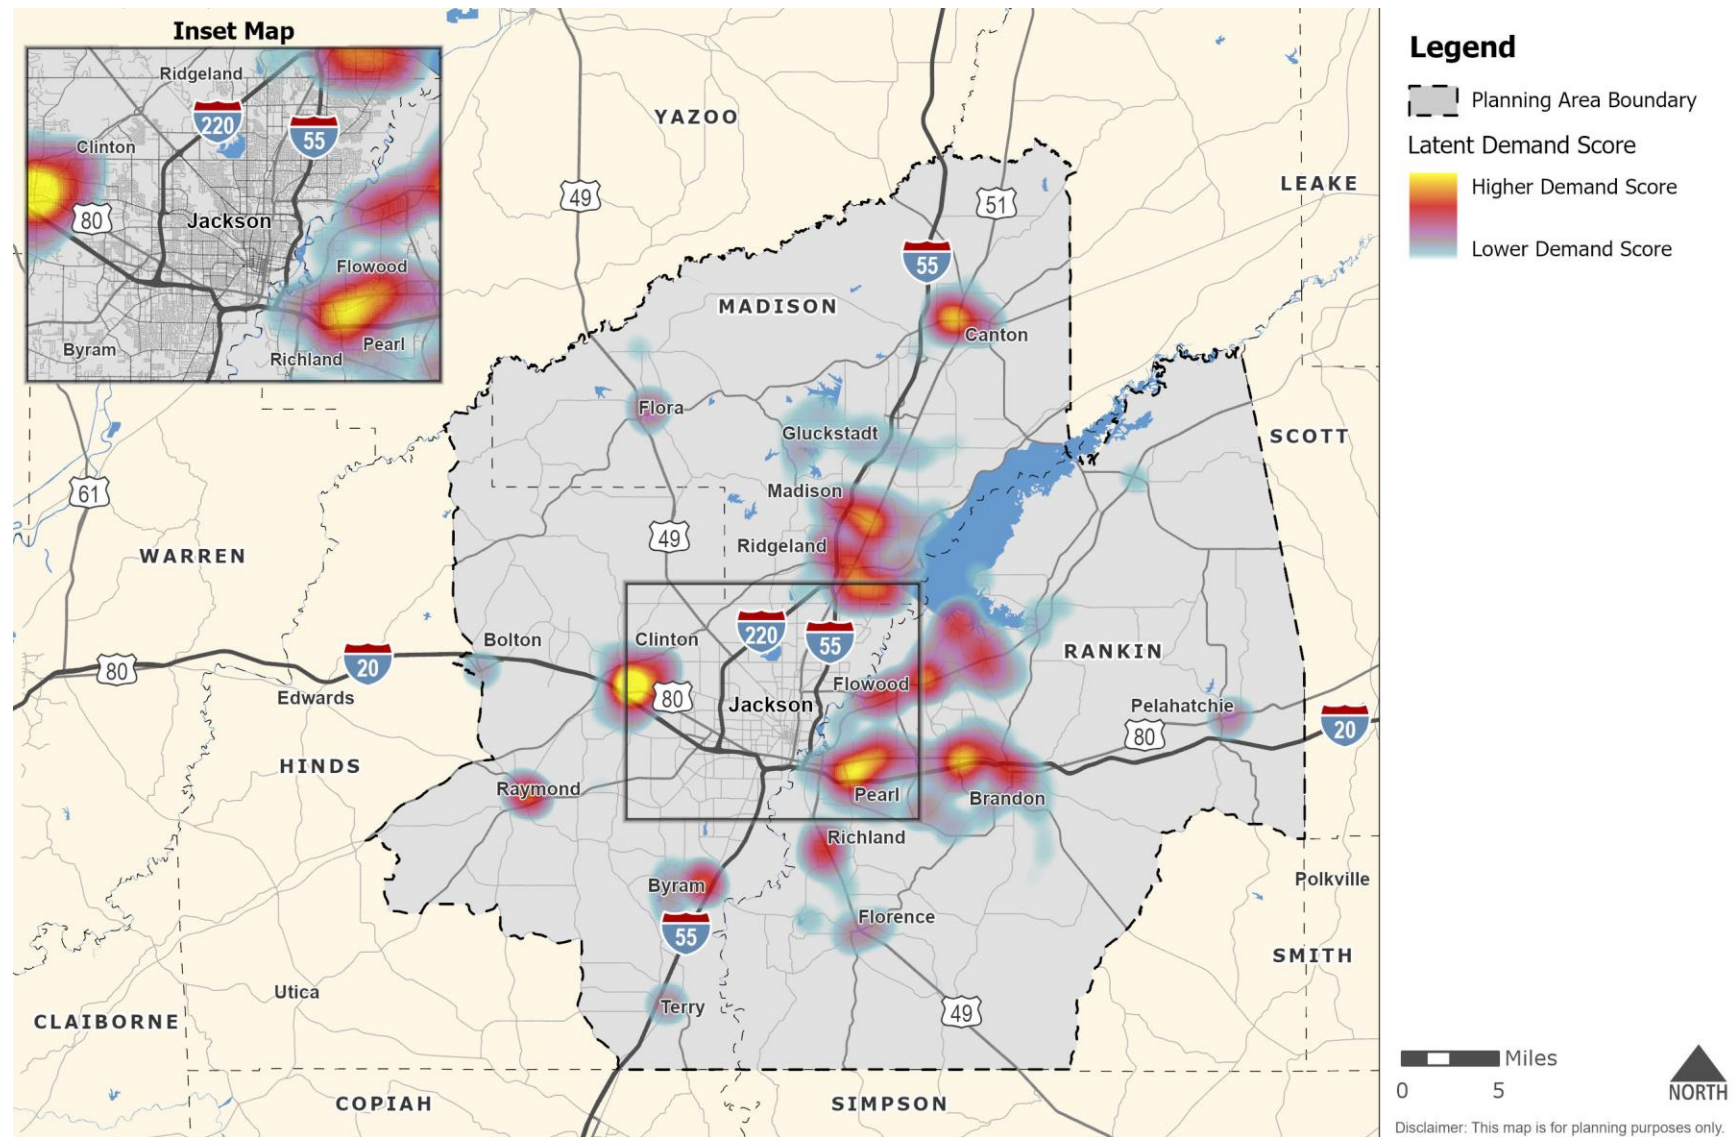 Inset Map
Ridgeland
220
55
Clinton
80
Jackson
Flowood
Byram
Richland
Pearl
YAZOO
49
51
LEAKE
55
MADISON
Canton
Flora
Gluckstadt
SCOTT
61
Madison
49
Ridgeland
WARREN
Bolton
Clinton
220
55
RANKIN
80
20
Edwards
80
Flowood
Jackson
Pelahatchie
80
20
HINDS
Raymond
Pearl
Brandon
Richland
Byram
Polkville
55
Florence
SMITH
Utica
Terry
49
CLAIBORNE
COPIAH
SIMPSON
Legend
Planning Area Boundary
Latent Demand Score
Higher Demand Score
Lower Demand Score
Miles
0 5
NORTH
Disclaimer: This map is for planning purposes only.